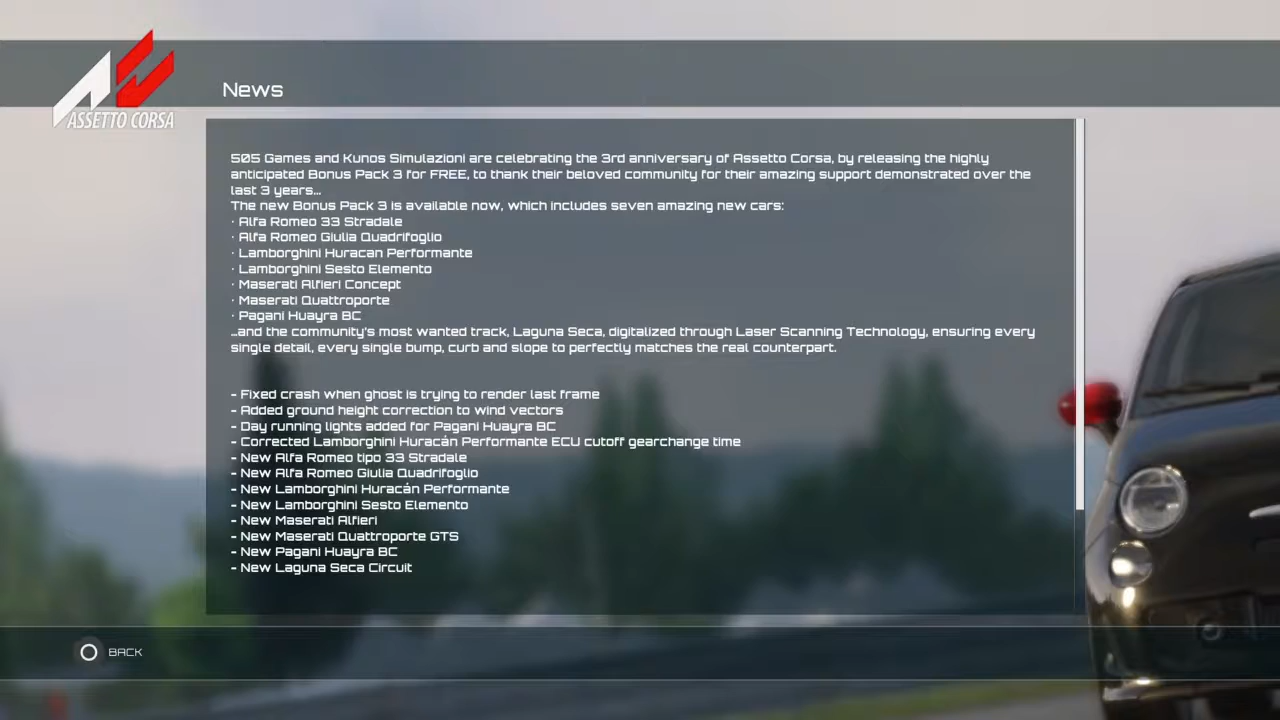 ASSETTO CORSA
News
505 Games and Kunos Simulazioni are celebrating the 3rd anniversary of Assetto Corsa, by releasing the highly
anticipated Bonus Pack 3 for FREE, to thank their beloved community for their amazing support demonstrated over the
last 3 years...
The new Bonus Pack 3 is available now, which includes seven amazing new cars:
· Alfa Romeo 33 Stradale
· Alfa Romeo Giulia Quadrifoglio
· Lamborghini Huracan Performante
· Lamborghini Sesto Elemento
· Maserati Alfieri Concept
· Maserati Quattroporte
· Pagani Huayra BC
...and the community's most wanted track, Laguna Seca, digitalized through Laser Scanning Technology, ensuring every
single detail, every single bump, curb and slope to perfectly matches the real counterpart.
- Fixed crash when ghost is trying to render last frame
- Added ground height correction to wind vectors
- Day running lights added for Pagani Huayra BC
- Corrected Lamborghini Huracán Performante ECU cutoff gearchange time
- New Alfa Romeo tipo 33 Stradale
- New Alfa Romeo Giulia Quadrifoglio
- New Lamborghini Huracán Performante
- New Lamborghini Sesto Elemento
- New Maserati Alfieri
- New Maserati Quattroporte GTS
- New Pagani Huayra BC
- New Laguna Seca Circuit
BACK